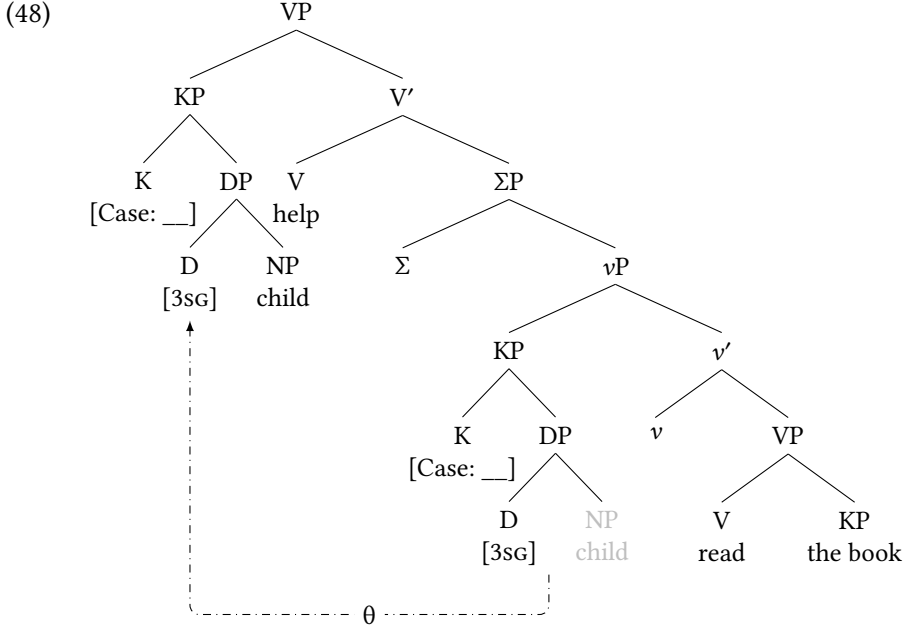 (48) VP
KP V′
K DP V ΣP
[Case: __] help
D NP Σ vP
[3SG] child
KP v′
K DP v VP
[Case: __]
D NP V KP
[3SG] child read the book
θ